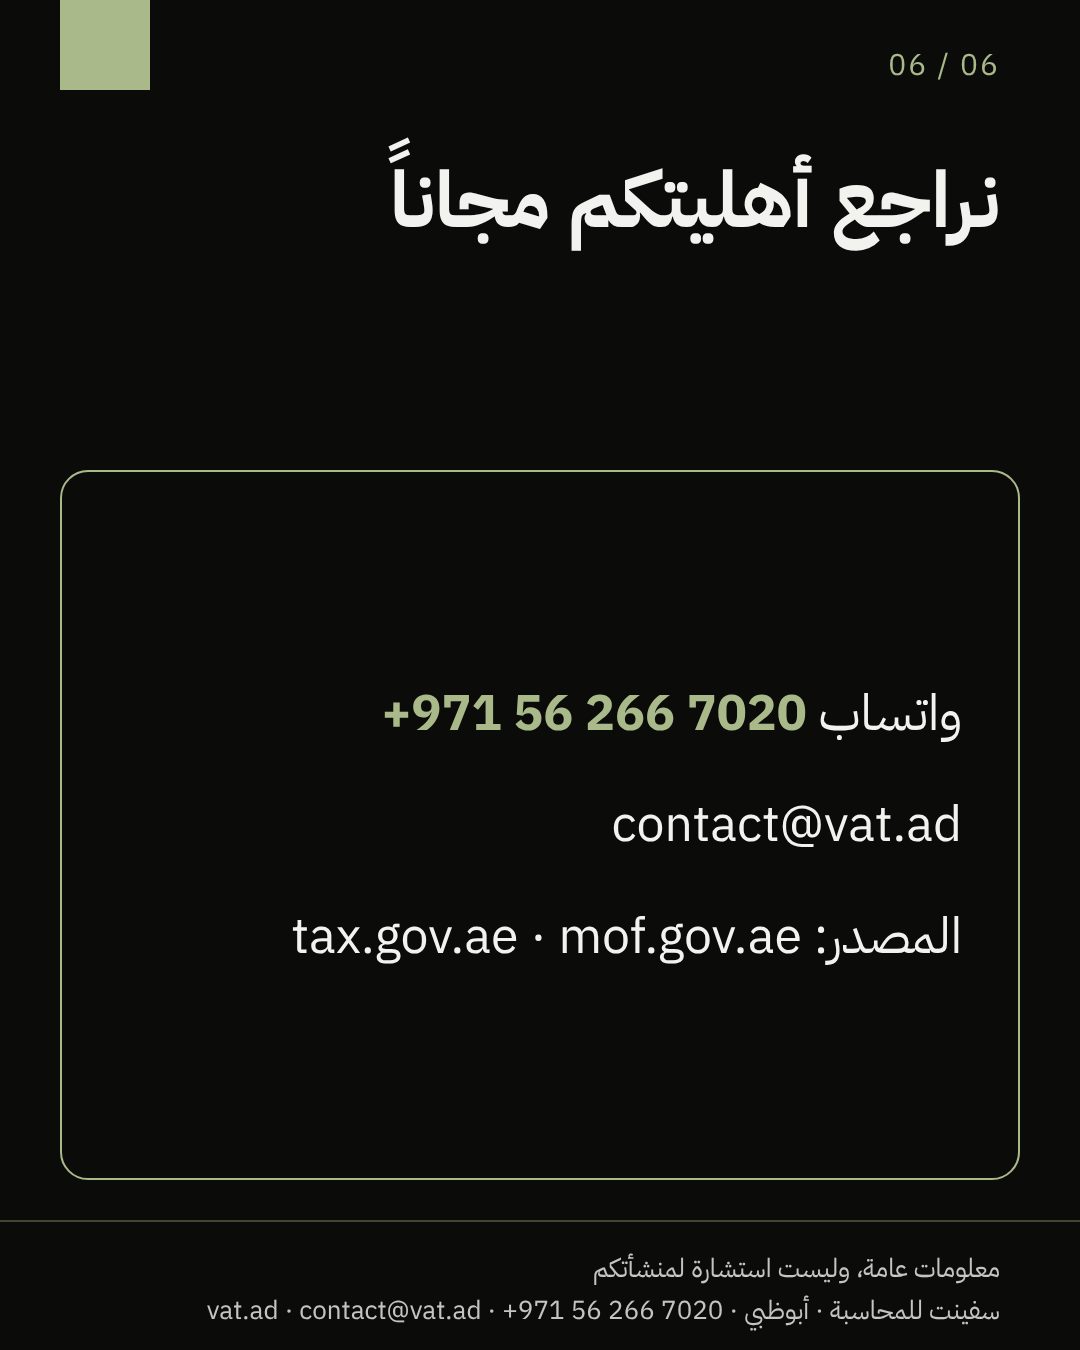 06 / 06
نراجع أهليتكم مجاناً
واتساب +971 56 266 7020
contact@vat.ad
المصدر: tax.gov.ae · mof.gov.ae
معلومات عامة، وليست استشارة لمنشأتكم
سفينت للمحاسبة · أبوظبي · vat.ad · contact@vat.ad · +971 56 266 7020